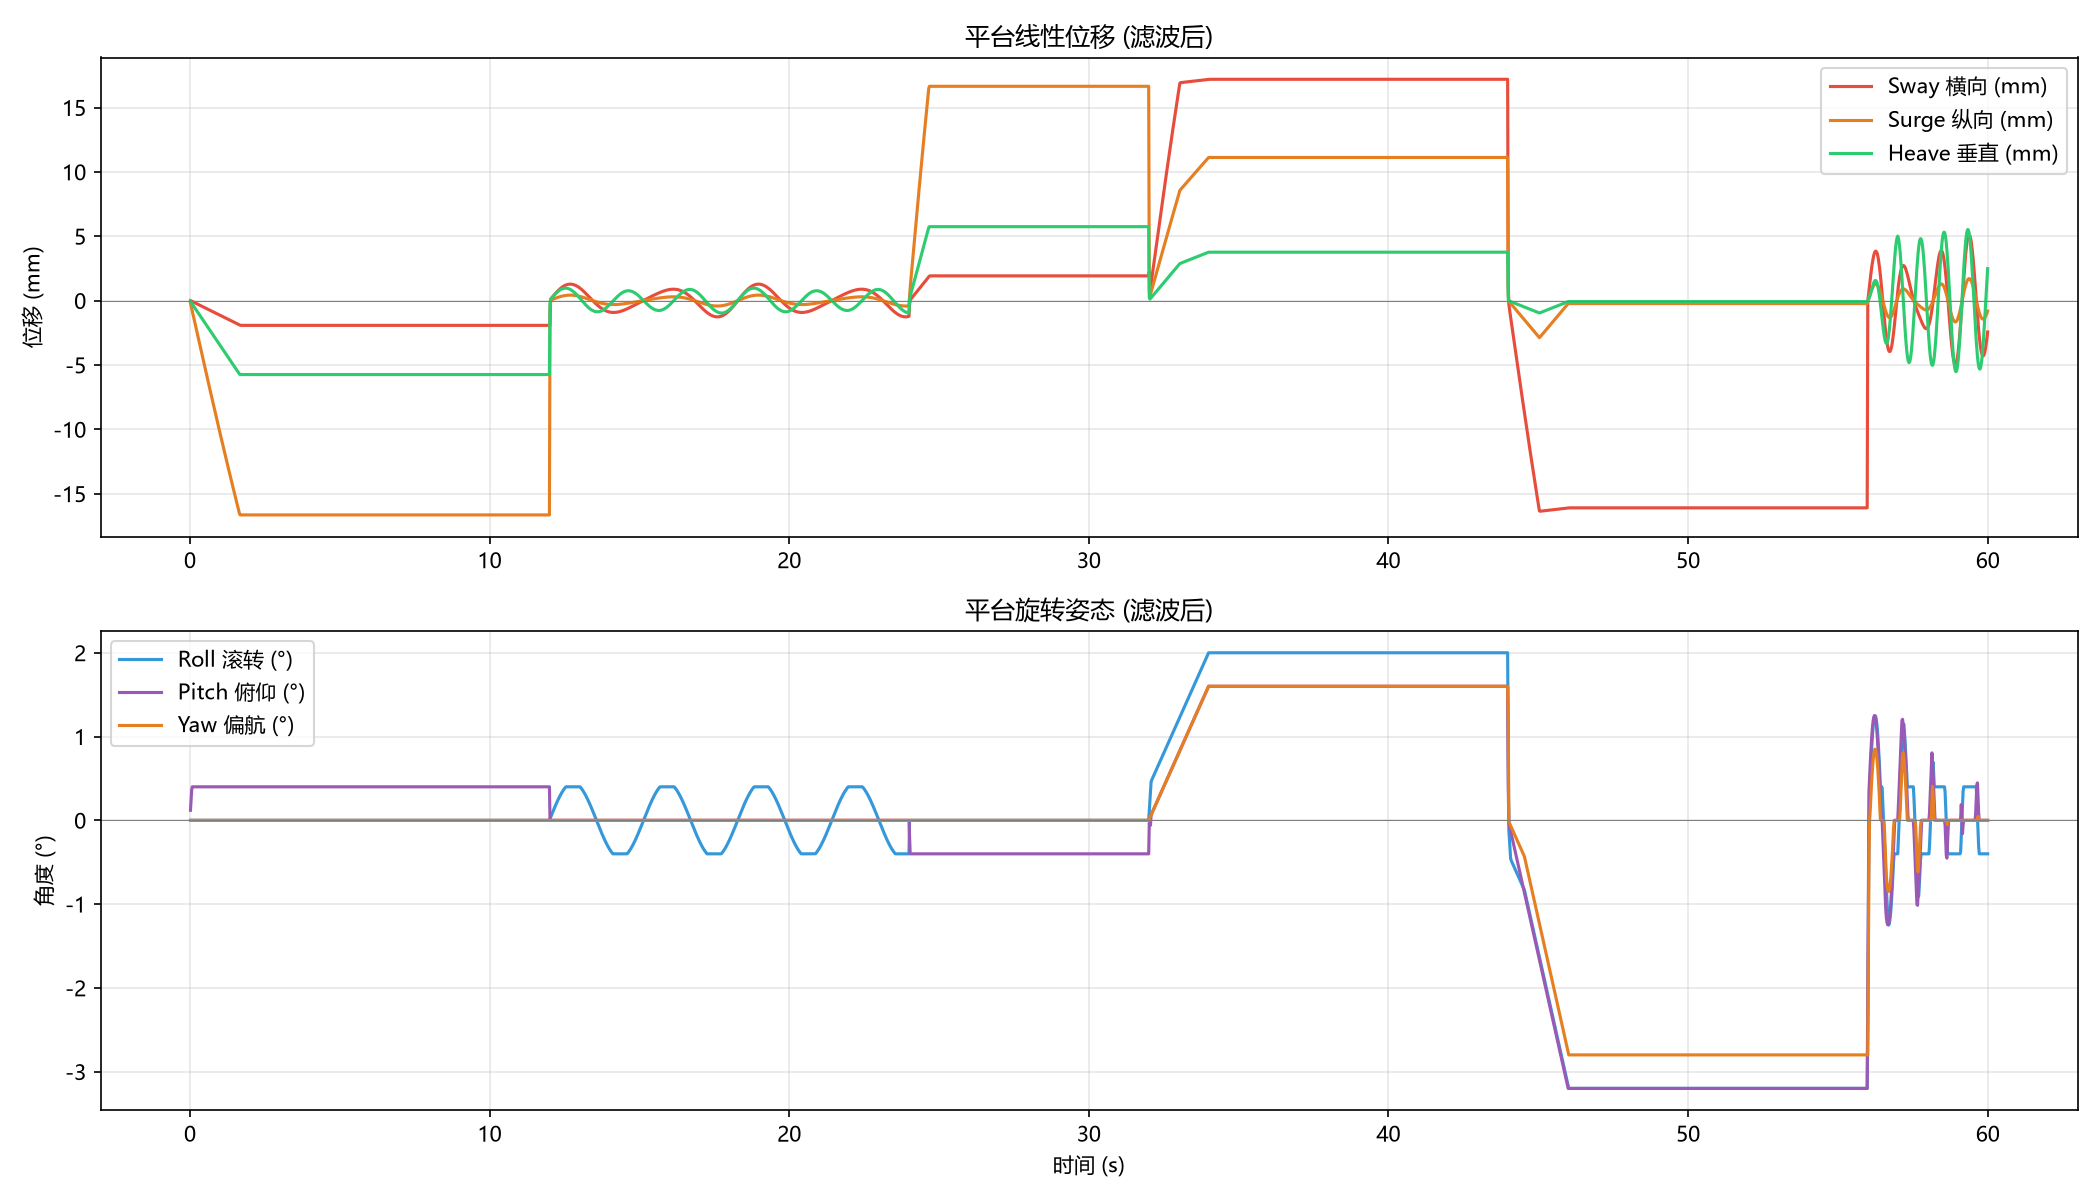 平台线性位移 (滤波后)
位移 (mm)
15
10
5
0
-5
-10
-15
Sway 横向 (mm)
Surge 纵向 (mm)
Heave 垂直 (mm)
0 10 20 30 40 50 60
平台旋转姿态 (滤波后)
角度 (°)
2
1
0
-1
-2
-3
Roll 滚转 (°)
Pitch 俯仰 (°)
Yaw 偏航 (°)
0 10 20 30 40 50 60
时间 (s)